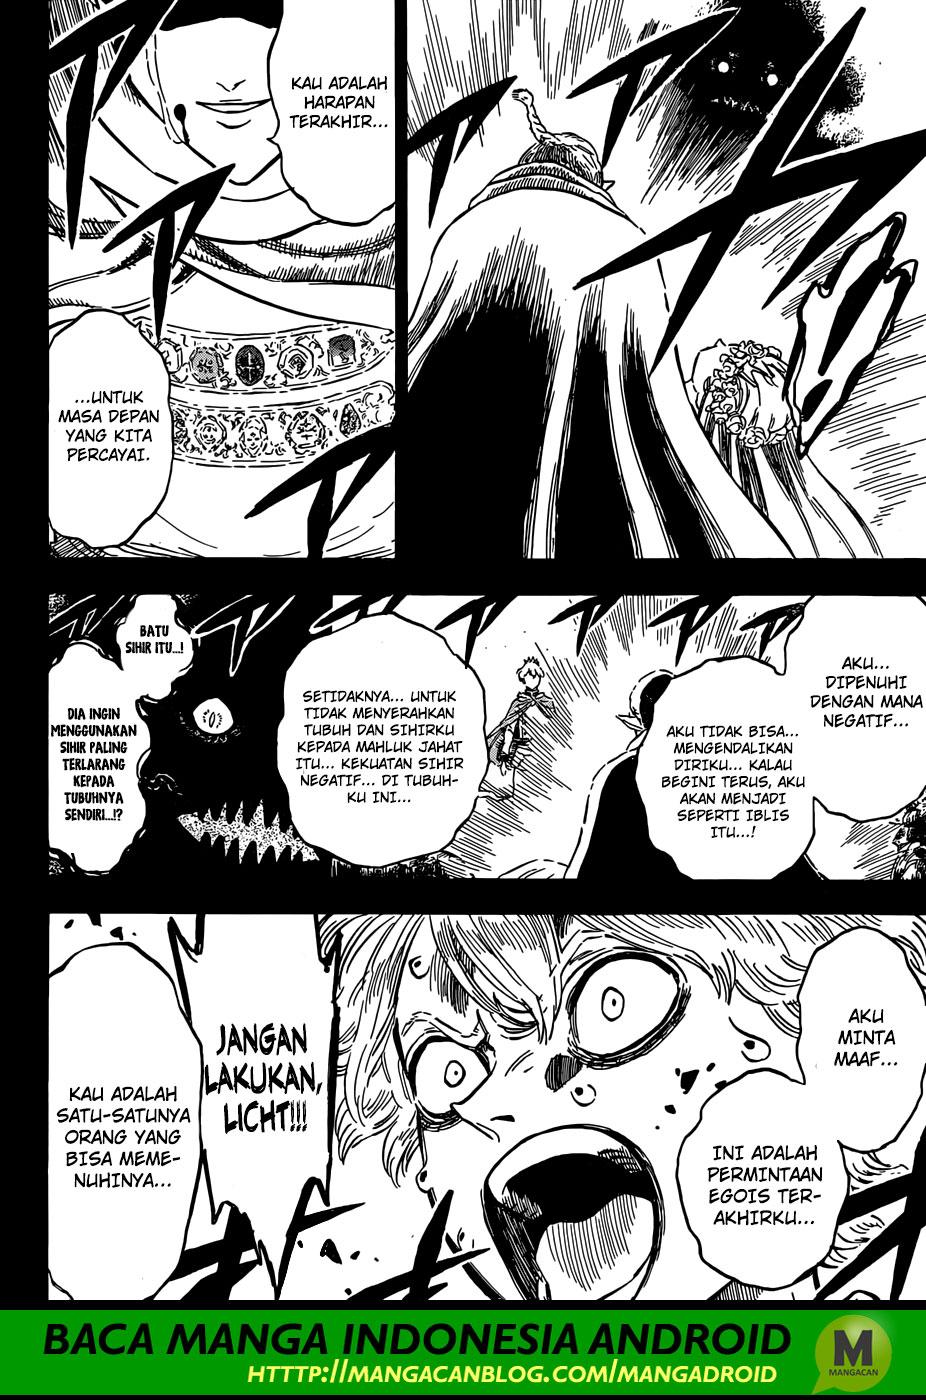 KAU ADALAH
HARAPAN
TERAKHIR...
...UNTUK
MASA DEPAN
YANG KITA
PERCAYAI.
AKU...
DIPENUHI
DENGAN MANA
NEGATIF...
AKU TIDAK BISA...
MENGENDALIKAN
DIRIKU... KALAU
BEGINI TERUS, AKU
AKAN MENJADI
SEPERTI IBLIS
ITU...!
SETIDAKNYA... UNTUK
TIDAK MENYERAHKAN
TUBUH DAN SIHIRKU
KEPADA MAHLUK JAHAT
ITU... KEKUATAN SIHIR
NEGATIF... DI TUBUH-
KU INI...
BATU
SIHIR ITU...!
DIA INGIN
MENGGUNAKAN
SIHIR PALING
TERLARANG
KEPADA
TUBUHNYA
SENDIRI...!?
AKU
MINTA
MAAF...
INI ADALAH
PERMINTAAN
EGOIS TER-
AKHIRKU...
JANGAN
LAKUKAN,
LICHT!!!
KAU ADALAH
SATU-SATUNYA
ORANG YANG
BISA MEME-
NUHINYA...
BACA MANGA INDONESIA ANDROID
HTTTP://MANGACANBLOG.COM/MANGADROID
M
MANGACAN